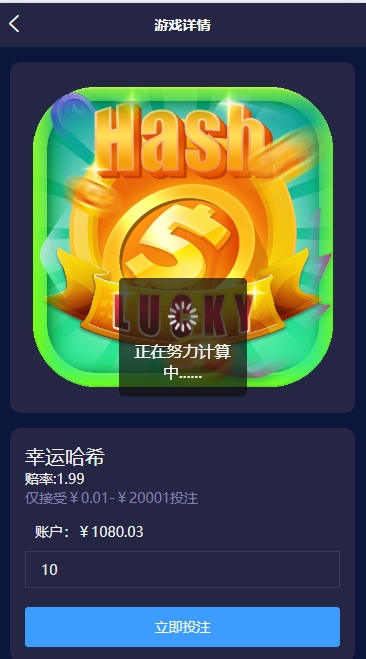 游戏详情
Hash
LUCKY
正在努力计算
中......
幸运哈希
赔率:1.99
仅接受￥0.01-￥20001投注
账户：￥1080.03
10
立即投注